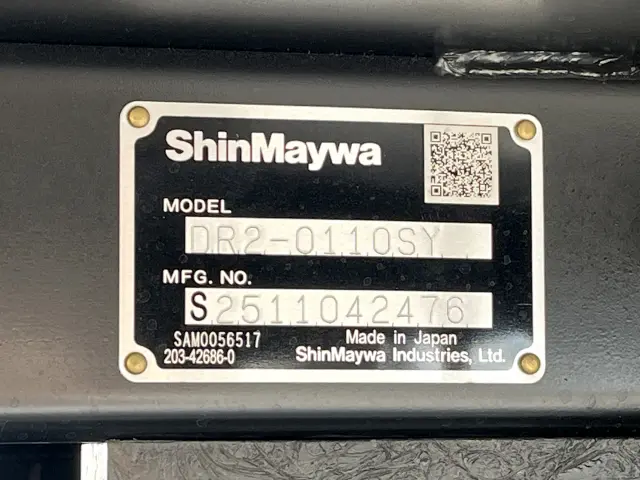 ShinMaywa
MODEL
DR2-0110SY
MFG. NO.
S2511042476
SAM0056517
203-42686-0
Made in Japan
ShinMaywa Industries, Ltd.